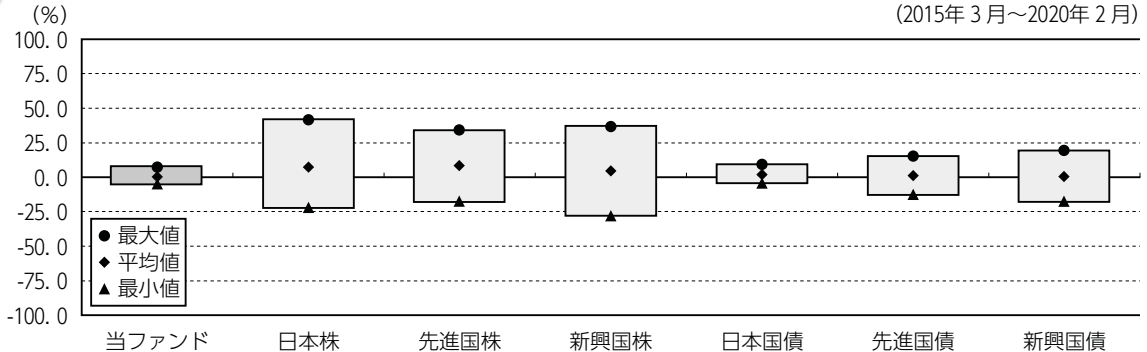 (%)
(2015年3月～2020年2月)
100. 0
75. 0
50. 0
25. 0
0. 0
-25. 0
-50. 0
-75. 0
-100. 0
● 最大値
◆ 平均値
▲ 最小値
当ファンド 日本株 先進国株 新興国株 日本国債 先進国債 新興国債